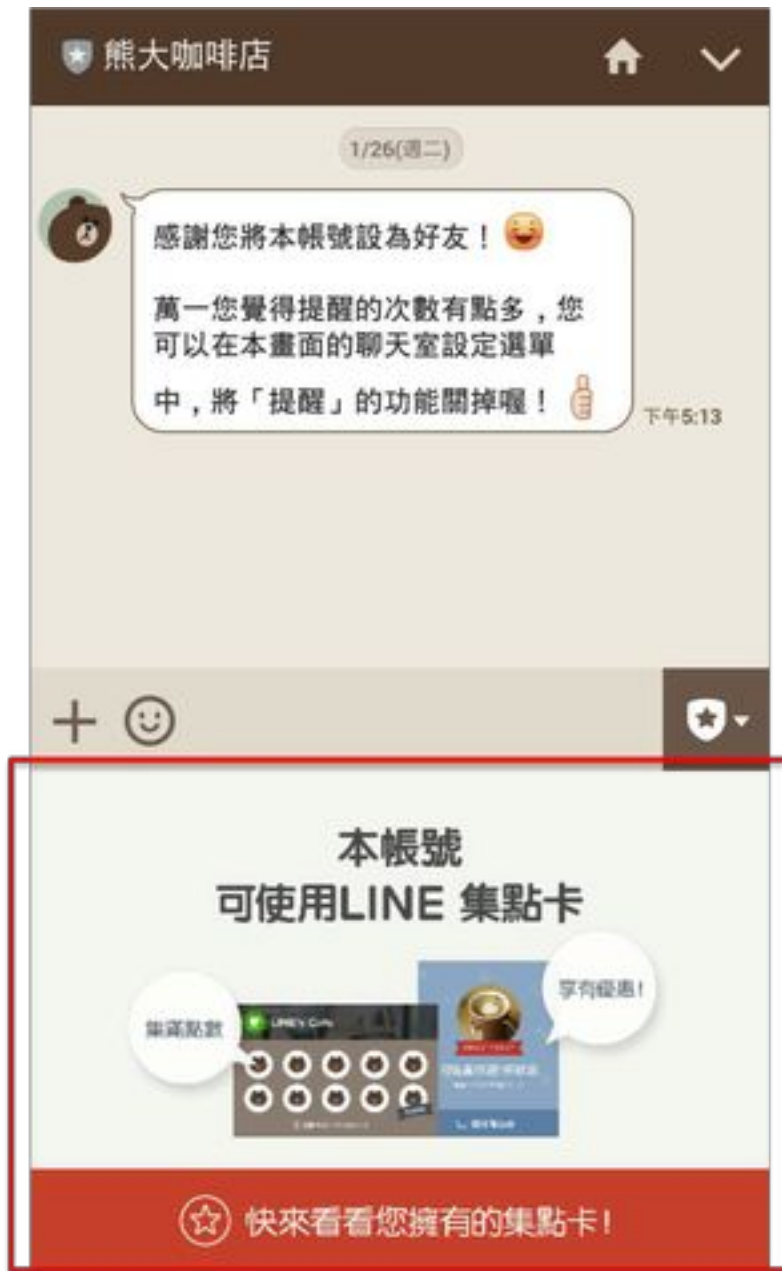 熊大咖啡店
1/26(週二)
感謝您將本帳號設為好友！
萬一您覺得提醒的次數有點多，您
可以在本畫面的聊天室設定選單
中，將「提醒」的功能關掉喔！
下午5:13
本帳號
可使用LINE 集點卡
享有優惠!
集滿點數
LINE's Cafe
快來看看您擁有的集點卡!